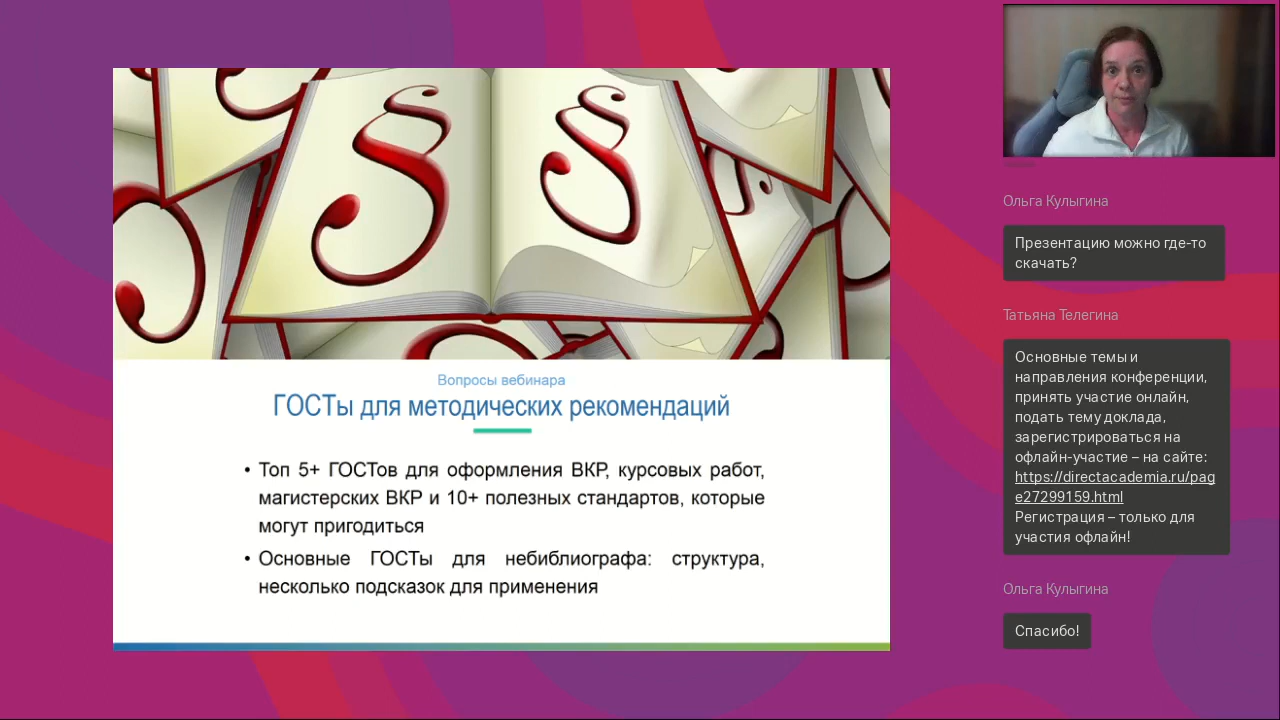 Вопросы вебинара
ГОСТы для методических рекомендаций
• Топ 5+ ГОСТов для оформления ВКР, курсовых работ,
магистерских ВКР и 10+ полезных стандартов, которые
могут пригодиться
• Основные ГОСТы для небиблиографа: структура,
несколько подсказок для применения
Ольга Кулыгина
Презентацию можно где-то
скачать?
Татьяна Телегина
Основные темы и
направления конференции,
принять участие онлайн,
подать тему доклада,
зарегистрироваться на
офлайн-участие – на сайте:
https://directacademia.ru/pag
e27299159.html
Регистрация – только для
участия офлайн!
Ольга Кулыгина
Спасибо!